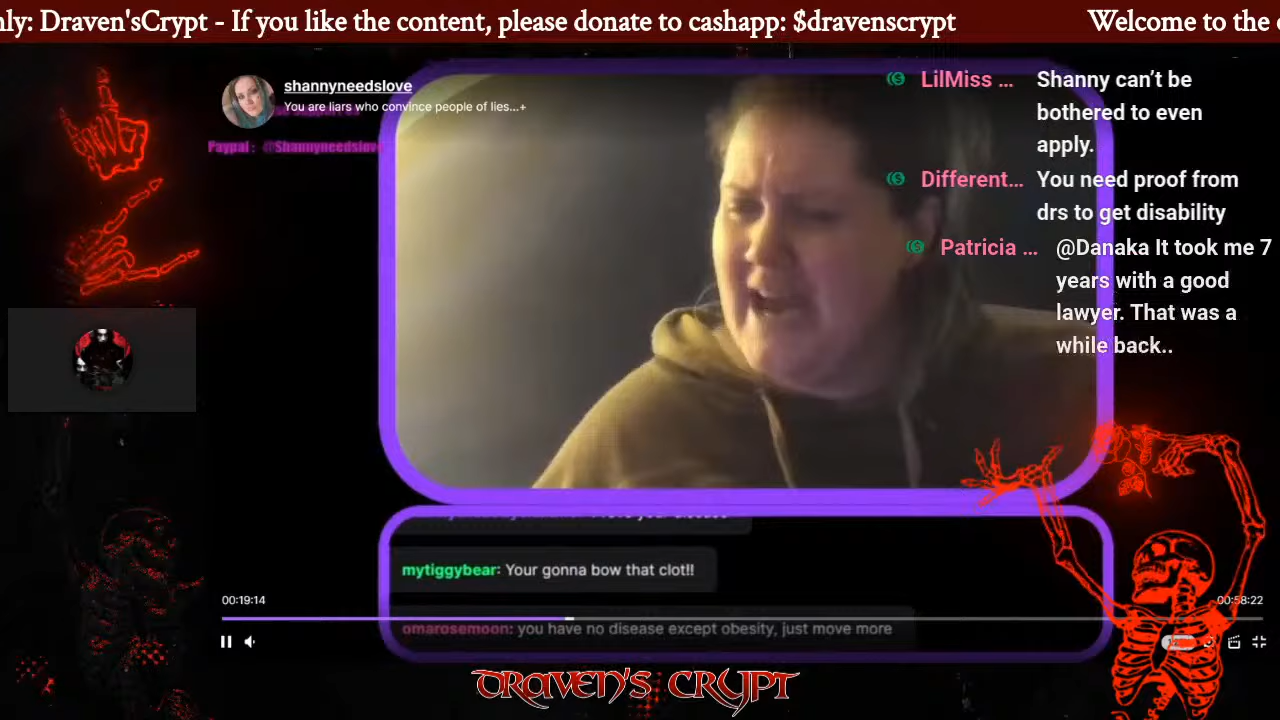 nly: Draven'sCrypt - If you like the content, please donate to cashapp: $dravenscrypt
Welcome to the
shannyneedslove
You are liars who convince people of lies...+
Paypal: @Shannyneedslove
LilMiss ... Shanny can't be
bothered to even
apply.
Different... You need proof from
drs to get disability
Patricia ... @Danaka It took me 7
years with a good
lawyer. That was a
while back..
mytiggybear: Your gonna bow that clot!!
00:19:14
00:58:22
omarosemoon: you have no disease except obesity, just move more
DRAVEN'S CRYPT